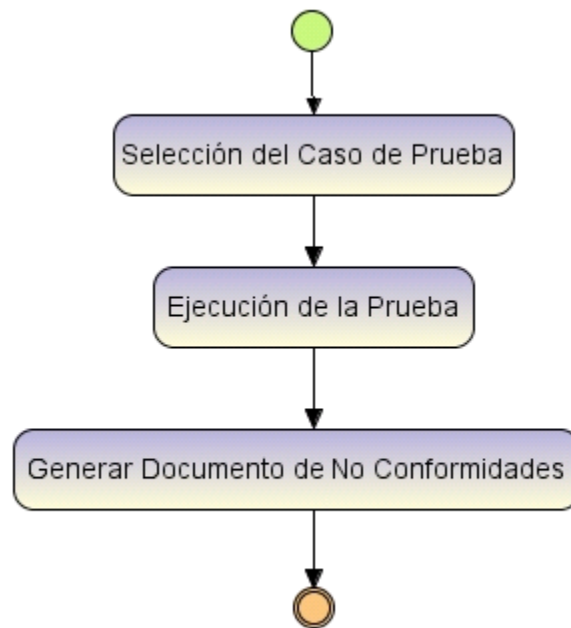 Selección del Caso de Prueba
Ejecución de la Prueba
Generar Documento de No Conformidades